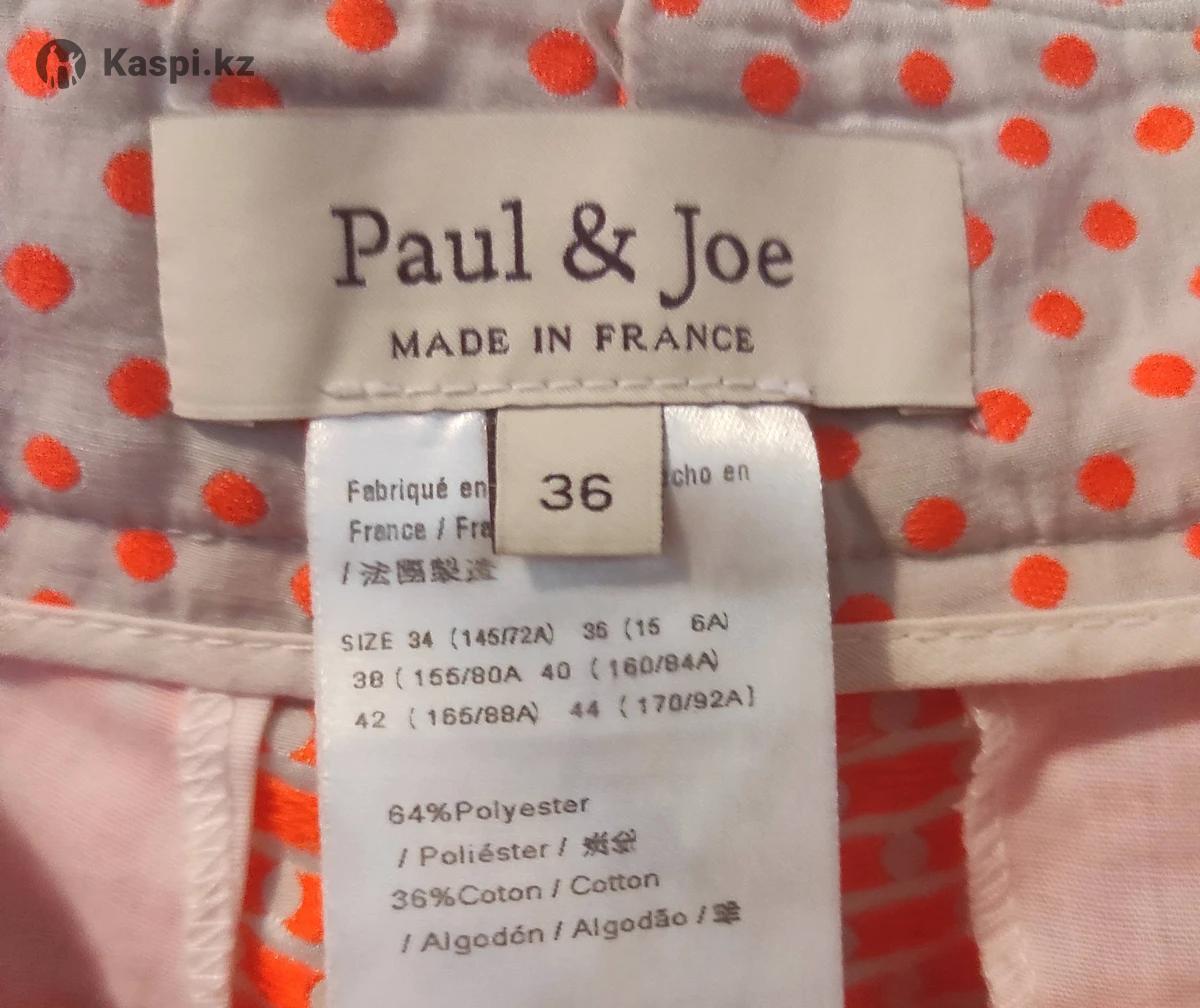 Kaspi.kz
Paul & Joe
MADE IN FRANCE
36
Fabriqué en cho en
France / Fra
/ 法國製造
SIZE 34 (145/72A) 36 (15 6A)
38 ( 155/80A 40 ( 160/84A)
42 ( 165/88A) 44 ( 170/92A)
64%Polyester
/ Poliéster /
36%Coton / Cotton
/ Algodón / Algodão /